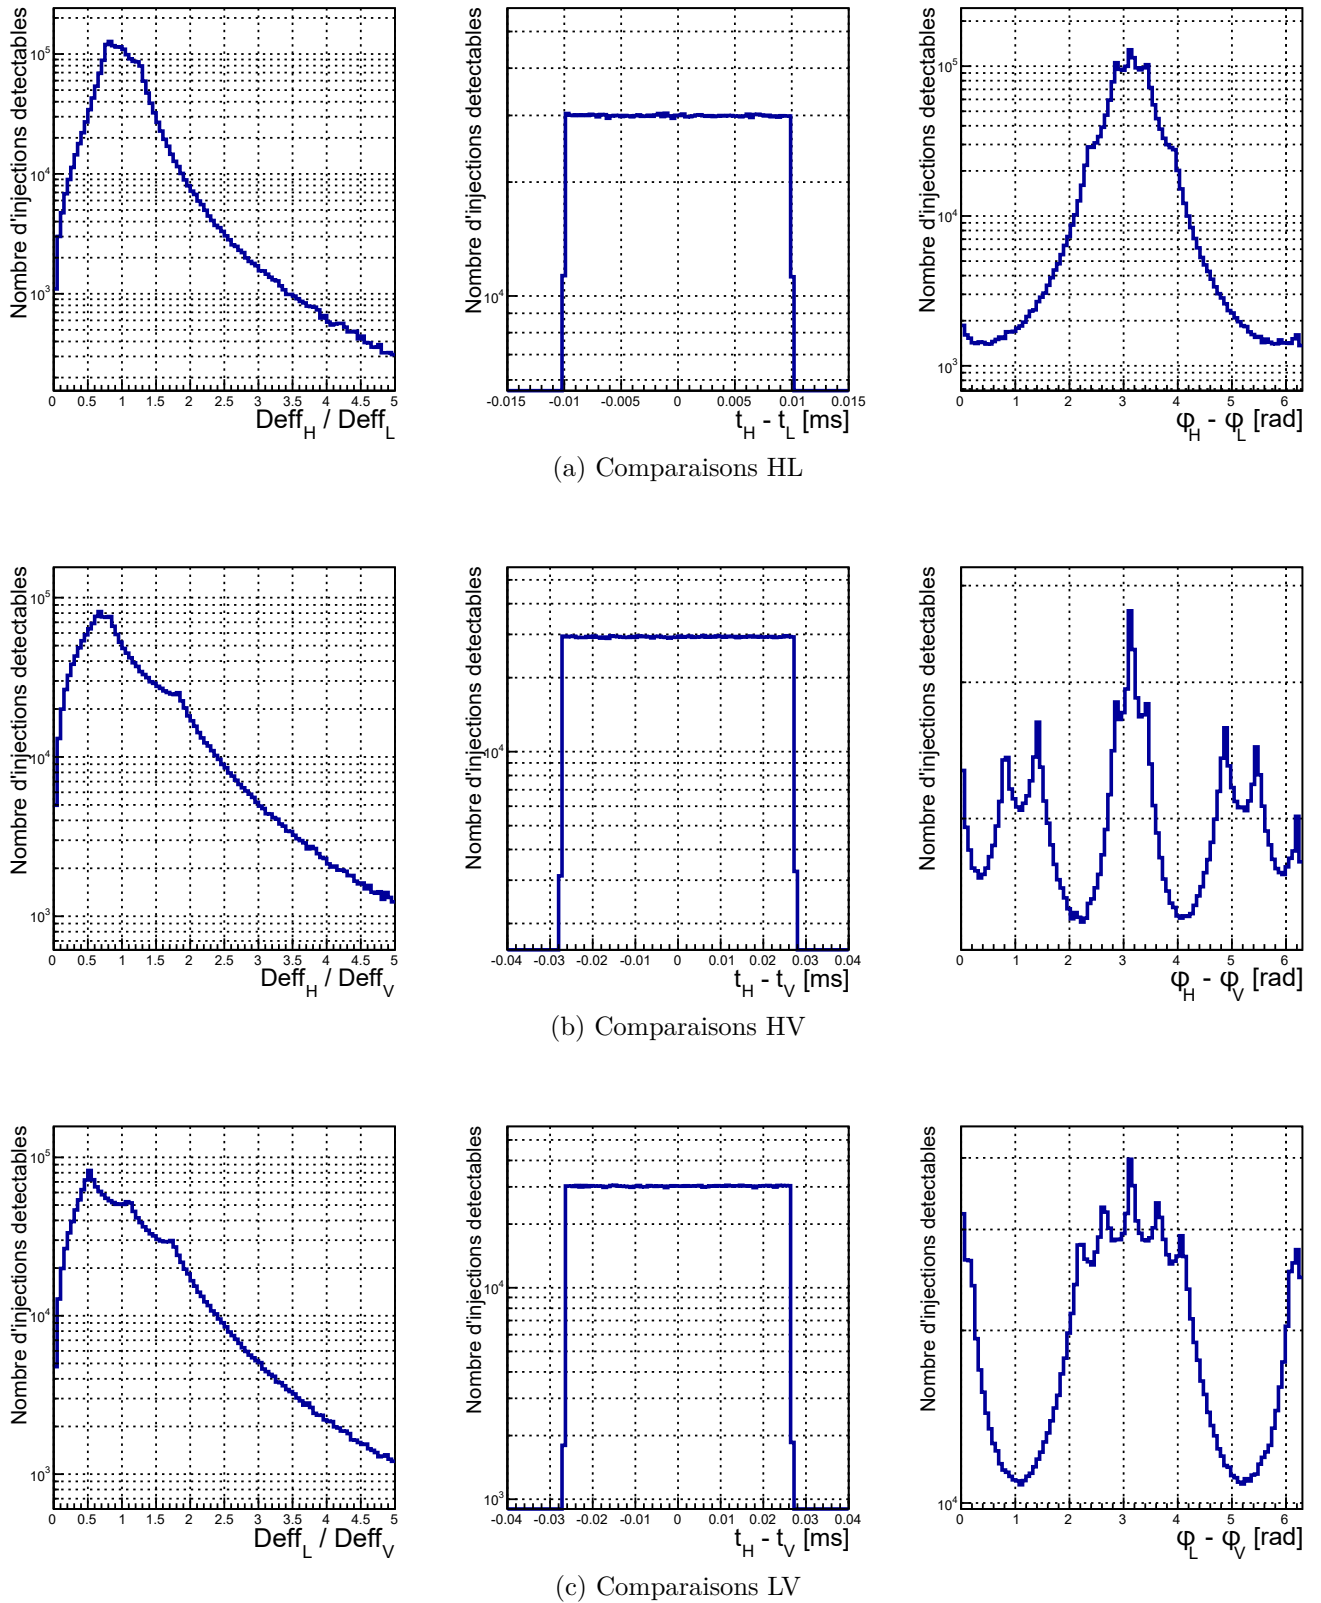 Nombre d'injections detectables
10^5
10^4
10^3
0 0.5 1 1.5 2 2.5 3 3.5 4 4.5 5
Deff_H / Deff_L
Nombre d'injections detectables
10^4
-0.015 -0.01 -0.005 0 0.005 0.01 0.015
t_H - t_L [ms]
Nombre d'injections detectables
10^5
10^4
10^3
0 1 2 3 4 5 6
φ_H - φ_L [rad]
(a) Comparaisons HL
Nombre d'injections detectables
10^5
10^4
10^3
0 0.5 1 1.5 2 2.5 3 3.5 4 4.5 5
Deff_H / Deff_V
Nombre d'injections detectables
10^4
-0.04 -0.03 -0.02 -0.01 0 0.01 0.02 0.03 0.04
t_H - t_V [ms]
Nombre d'injections detectables
0 1 2 3 4 5 6
φ_H - φ_V [rad]
(b) Comparaisons HV
Nombre d'injections detectables
10^5
10^4
10^3
0 0.5 1 1.5 2 2.5 3 3.5 4 4.5 5
Deff_L / Deff_V
Nombre d'injections detectables
10^4
10^3
-0.04 -0.03 -0.02 -0.01 0 0.01 0.02 0.03 0.04
t_H - t_V [ms]
Nombre d'injections detectables
10^4
0 1 2 3 4 5 6
φ_L - φ_V [rad]
(c) Comparaisons LV